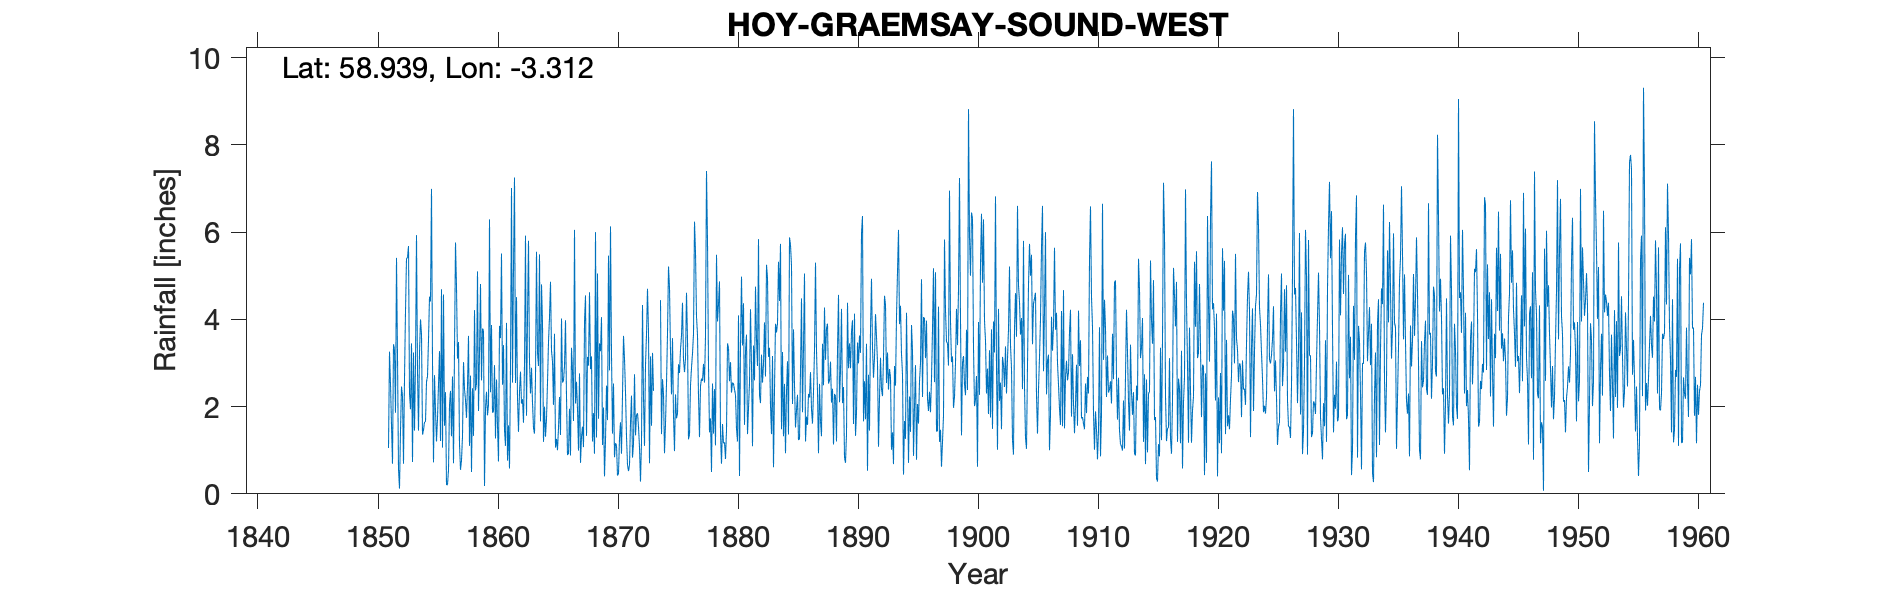 HOY-GRAEMSAY-SOUND-WEST
Lat: 58.939, Lon: -3.312
Rainfall [inches]
10
8
6
4
2
0
1840 1850 1860 1870 1880 1890 1900 1910 1920 1930 1940 1950 1960
Year